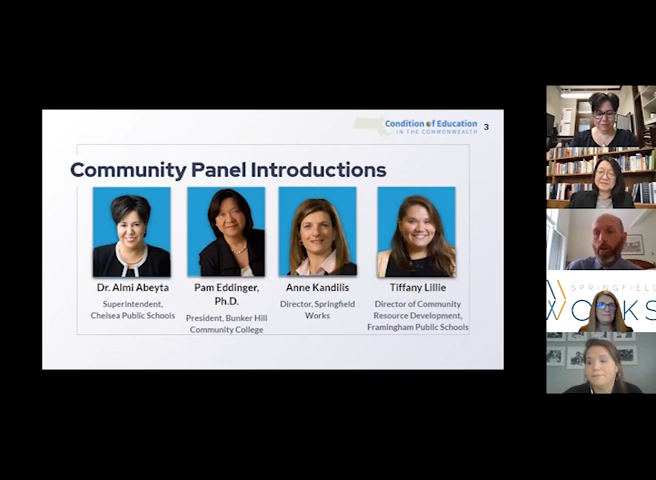 Condition of Education
IN THE COMMONWEALTH
3
Community Panel Introductions
Dr. Almi Abeyta
Superintendent,
Chelsea Public Schools
Pam Eddinger,
Ph.D.
President, Bunker Hill
Community College
Anne Kandilis
Director, Springfield
Works
Tiffany Lillie
Director of Community
Resource Development,
Framingham Public Schools
SPRINGFIELD
WORKS